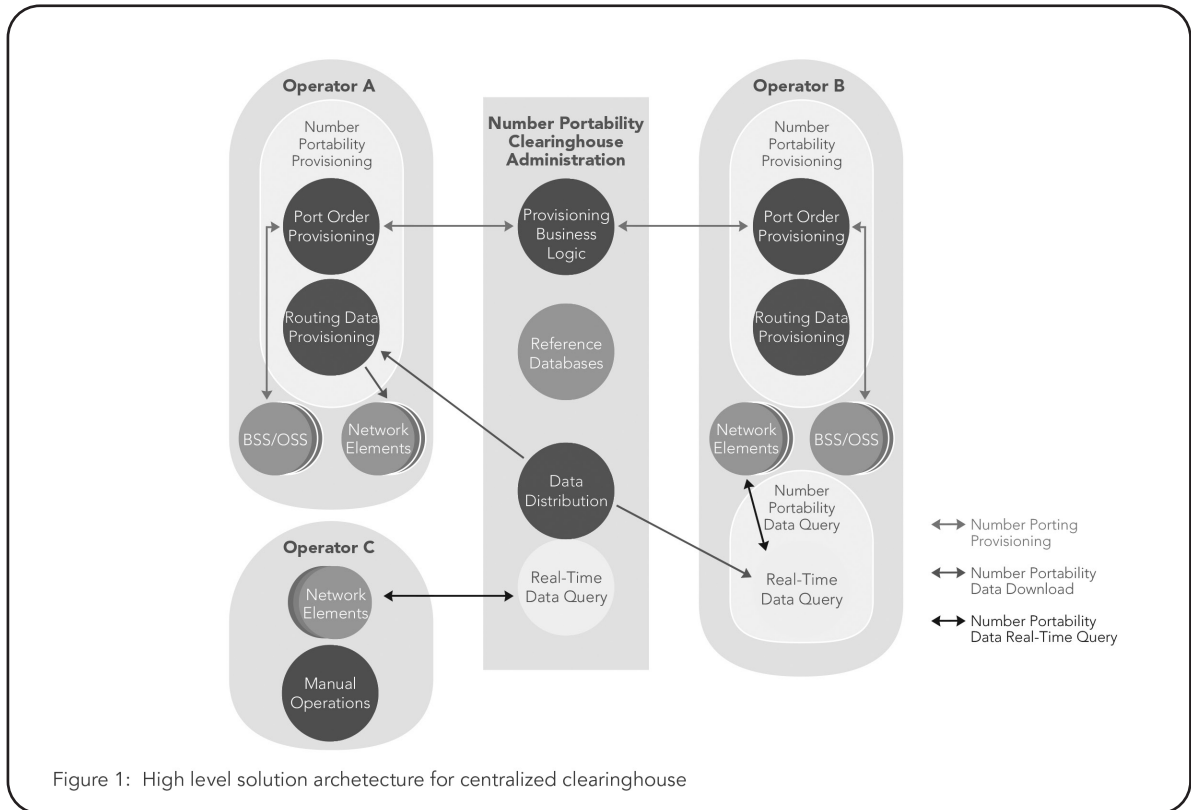 Operator A
Number
Portability
Provisioning
Port Order
Provisioning
Routing Data
Provisioning
BSS/OSS
Network
Elements
Operator C
Network
Elements
Manual
Operations
Number Portability
Clearinghouse
Administration
Provisioning
Business
Logic
Reference
Databases
Data
Distribution
Real-Time
Data Query
Operator B
Number
Portability
Provisioning
Port Order
Provisioning
Routing Data
Provisioning
Network
Elements
BSS/OSS
Number
Portability
Data Query
Real-Time
Data Query
Number Porting
Provisioning
Number Portability
Data Download
Number Portability
Data Real-Time Query
Figure 1: High level solution archetecture for centralized clearinghouse